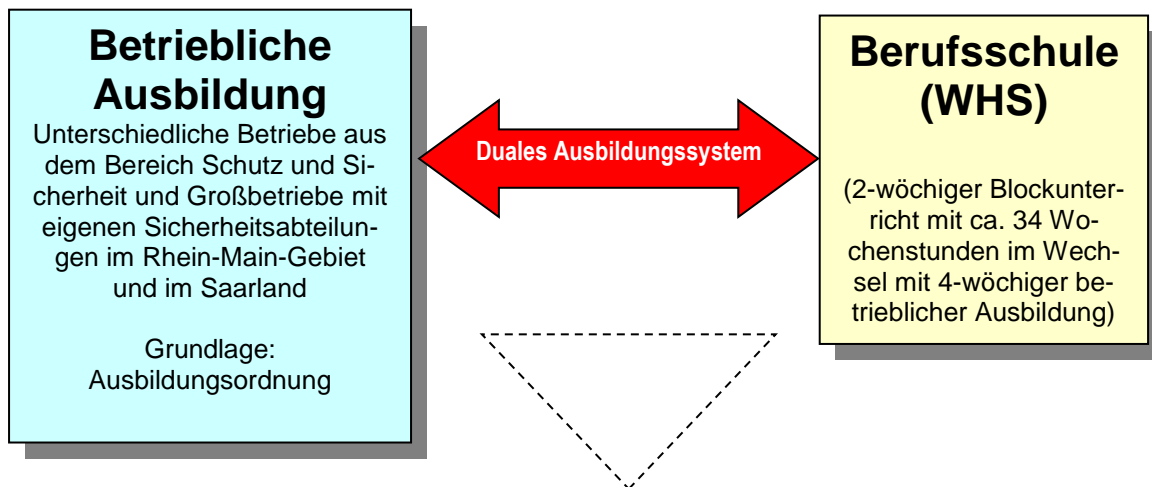 Betriebliche
Ausbildung
Unterschiedliche Betriebe aus
dem Bereich Schutz und Si-
cherheit und Großbetriebe mit
eigenen Sicherheitsabteilun-
gen im Rhein-Main-Gebiet
und im Saarland
Grundlage:
Ausbildungsordnung
Duales Ausbildungssystem
Berufsschule
(WHS)
(2-wöchiger Blockunter-
richt mit ca. 34 Wo-
chenstunden im Wech-
sel mit 4-wöchiger be-
trieblicher Ausbildung)